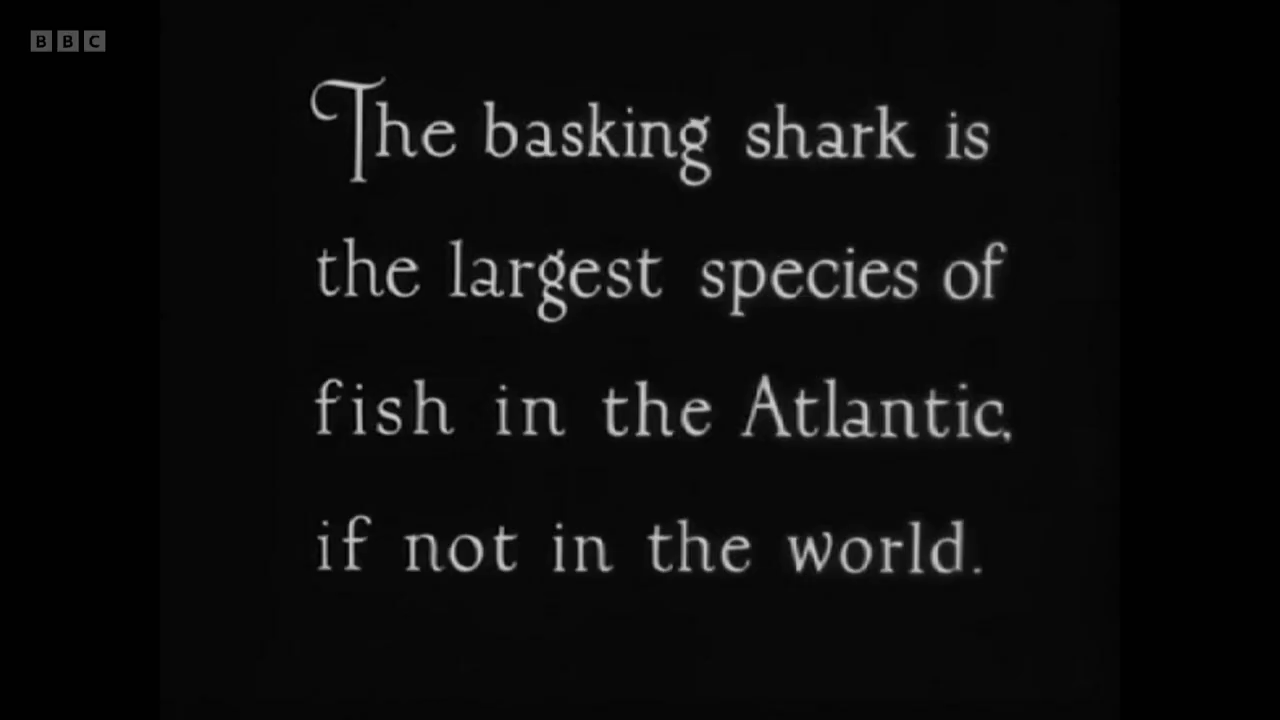 BBC
The basking shark is
the largest species of
fish in the Atlantic,
if not in the world.